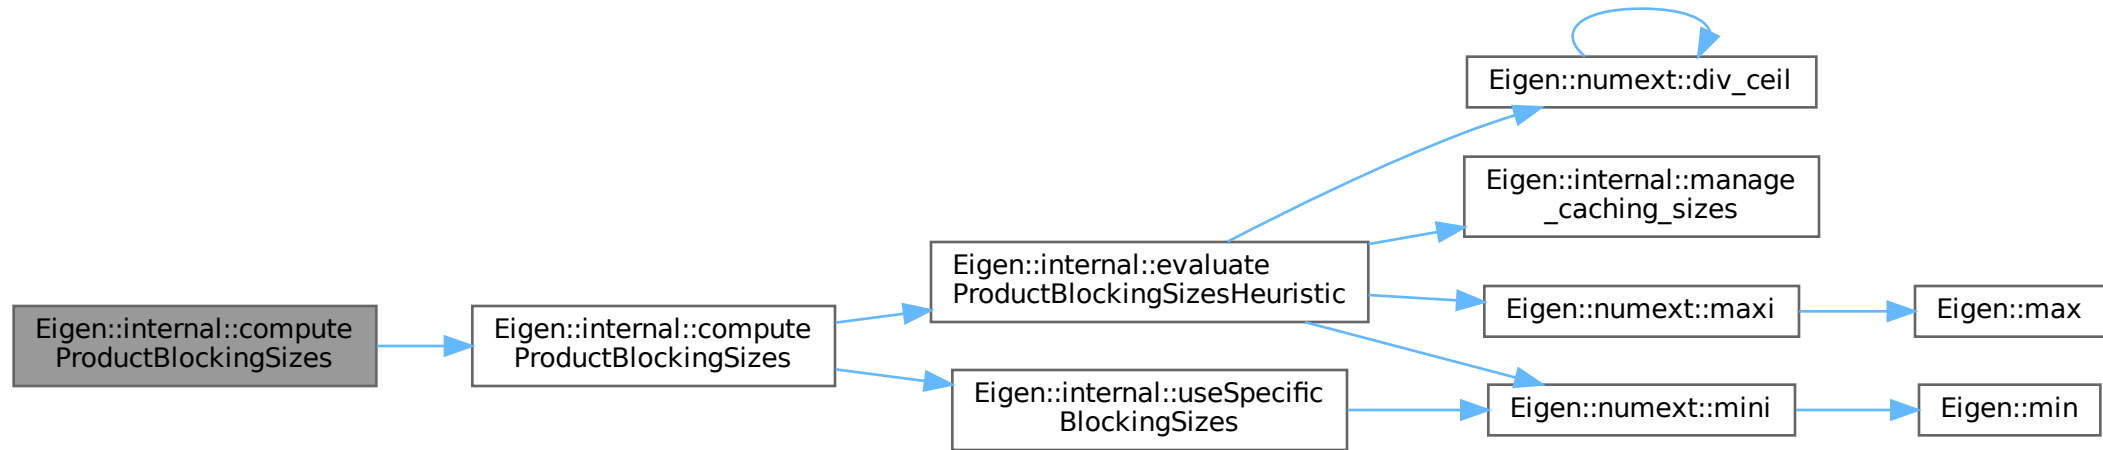 Eigen::internal::compute
ProductBlockingSizes
Eigen::internal::compute
ProductBlockingSizes
Eigen::internal::evaluate
ProductBlockingSizesHeuristic
Eigen::internal::useSpecific
BlockingSizes
Eigen::numext::div_ceil
Eigen::internal::manage
_caching_sizes
Eigen::numext::maxi
Eigen::numext::mini
Eigen::max
Eigen::min